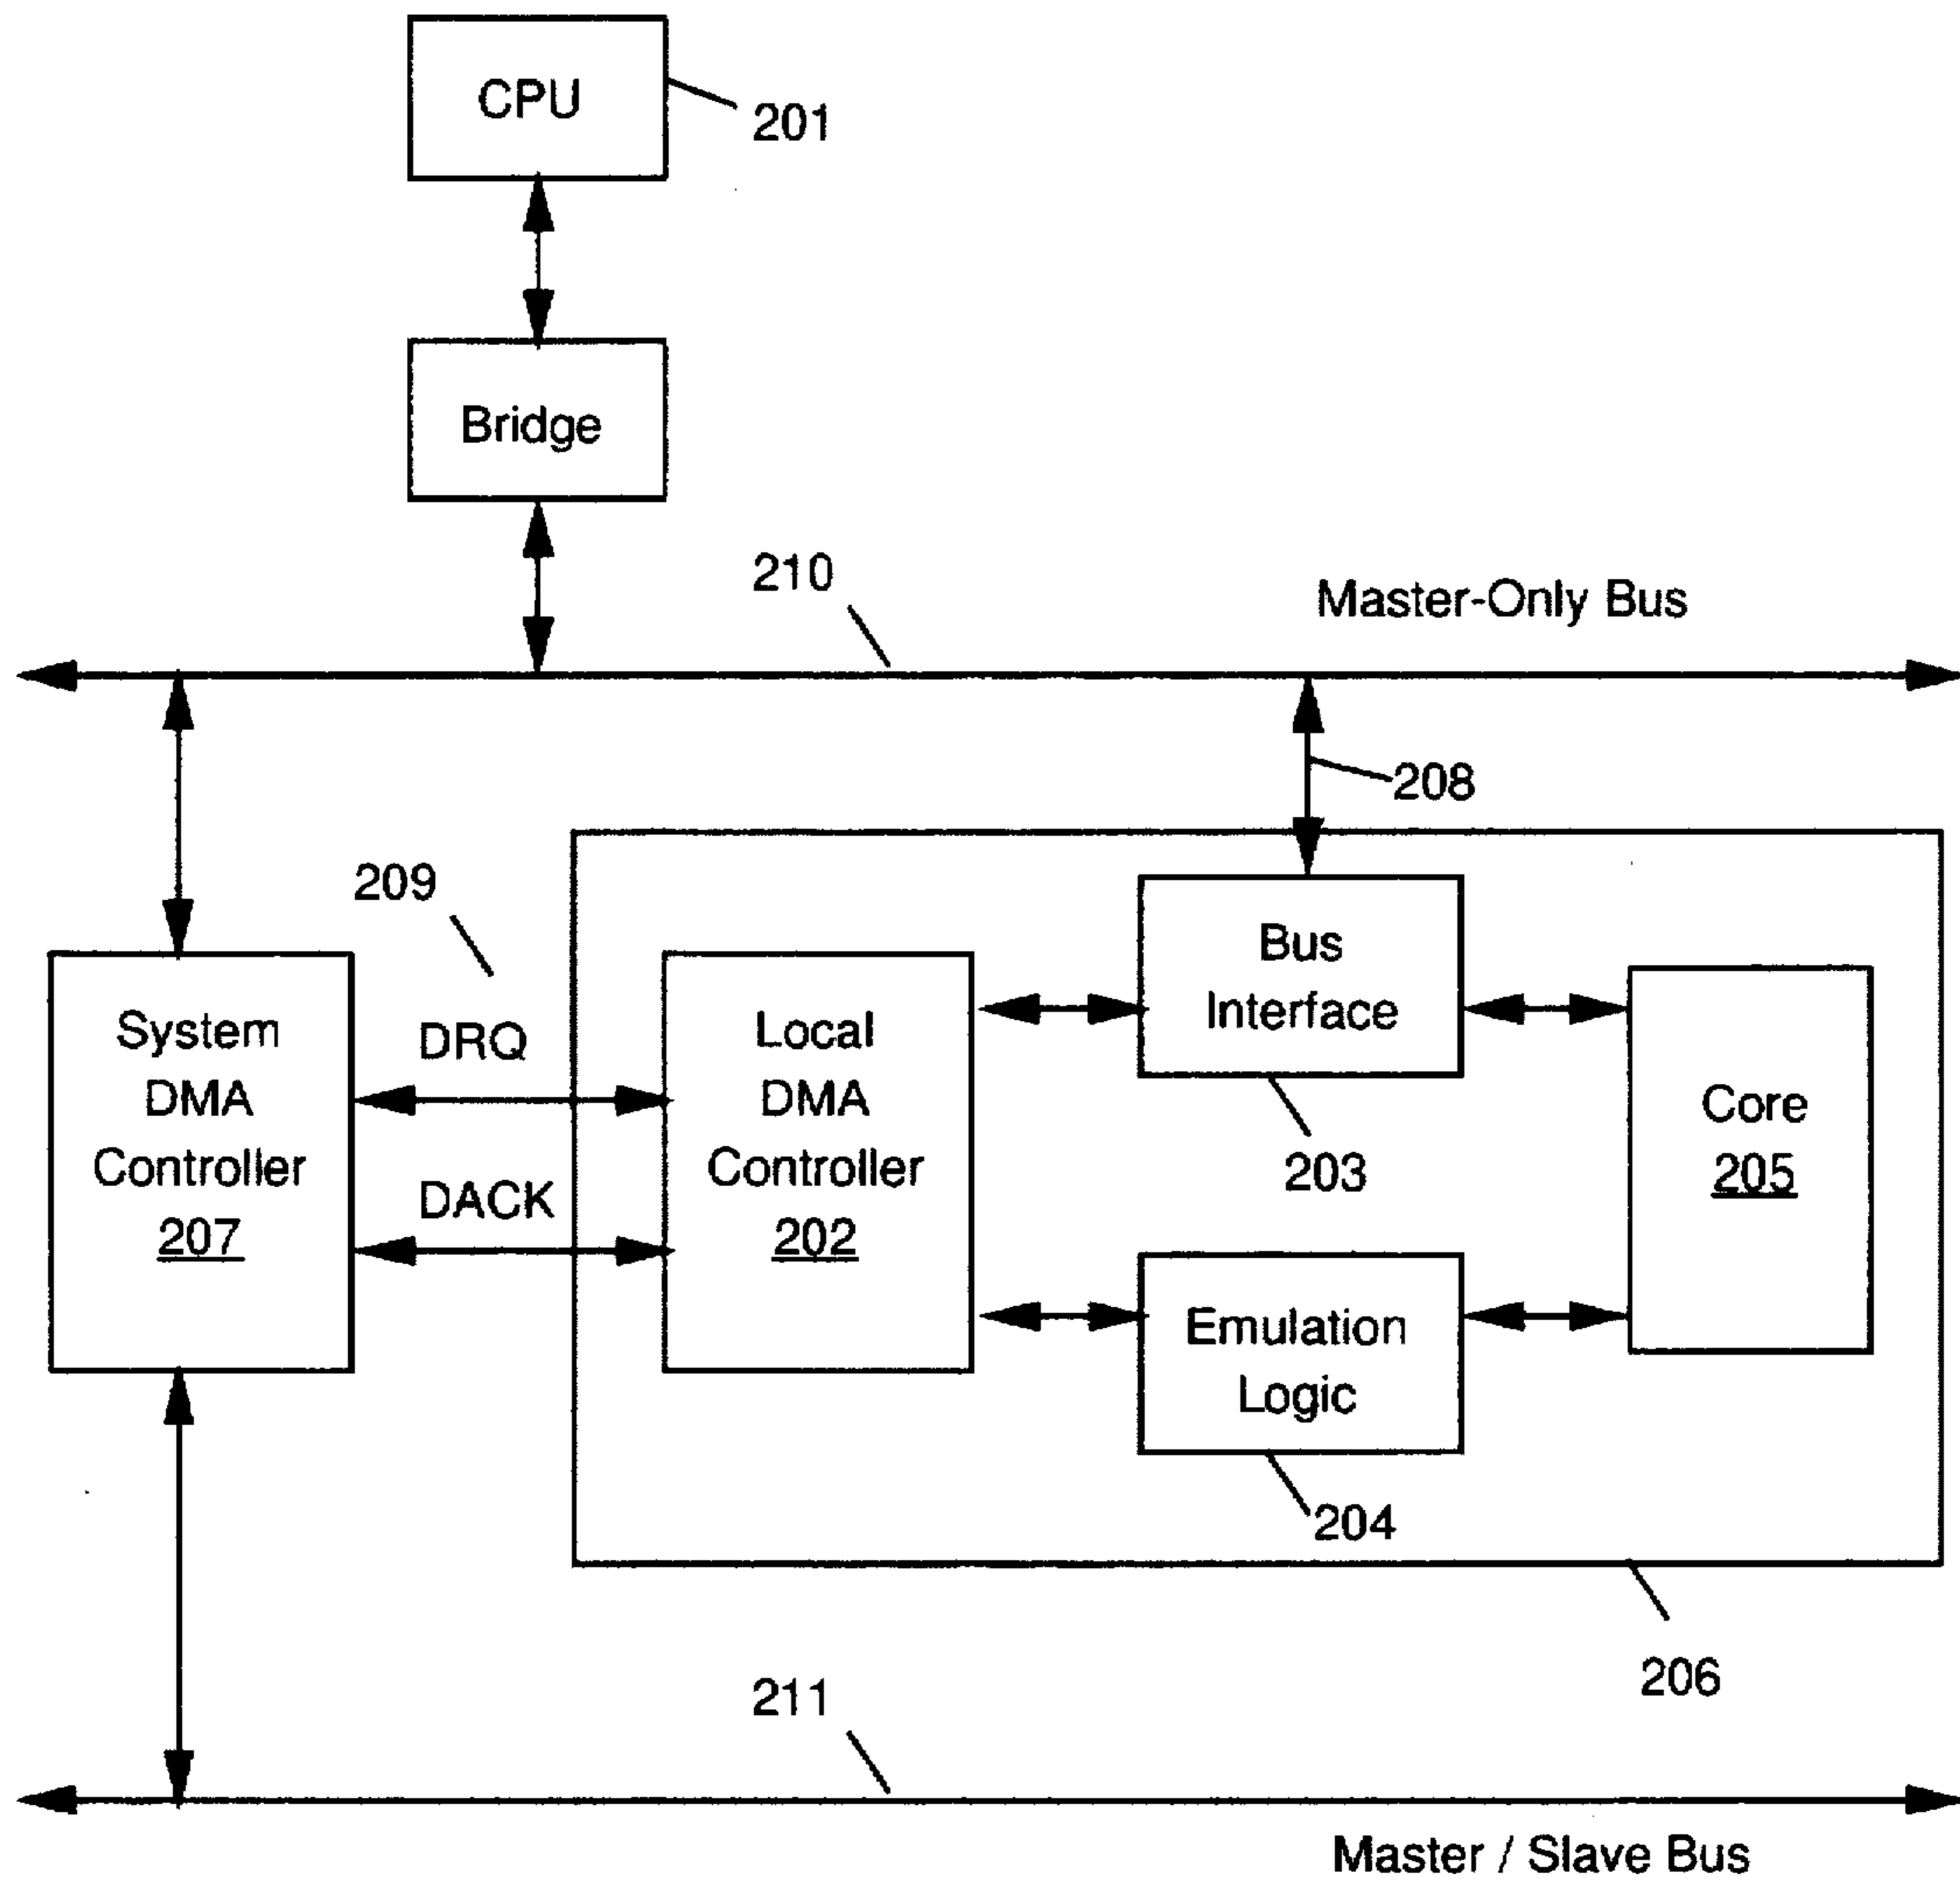 CPU
201
Bridge
210
Master-Only Bus
208
209
System
DMA
Controller
207
DRQ
DACK
Local
DMA
Controller
202
Bus
Interface
203
Core
205
Emulation
Logic
204
206
211
Master / Slave Bus